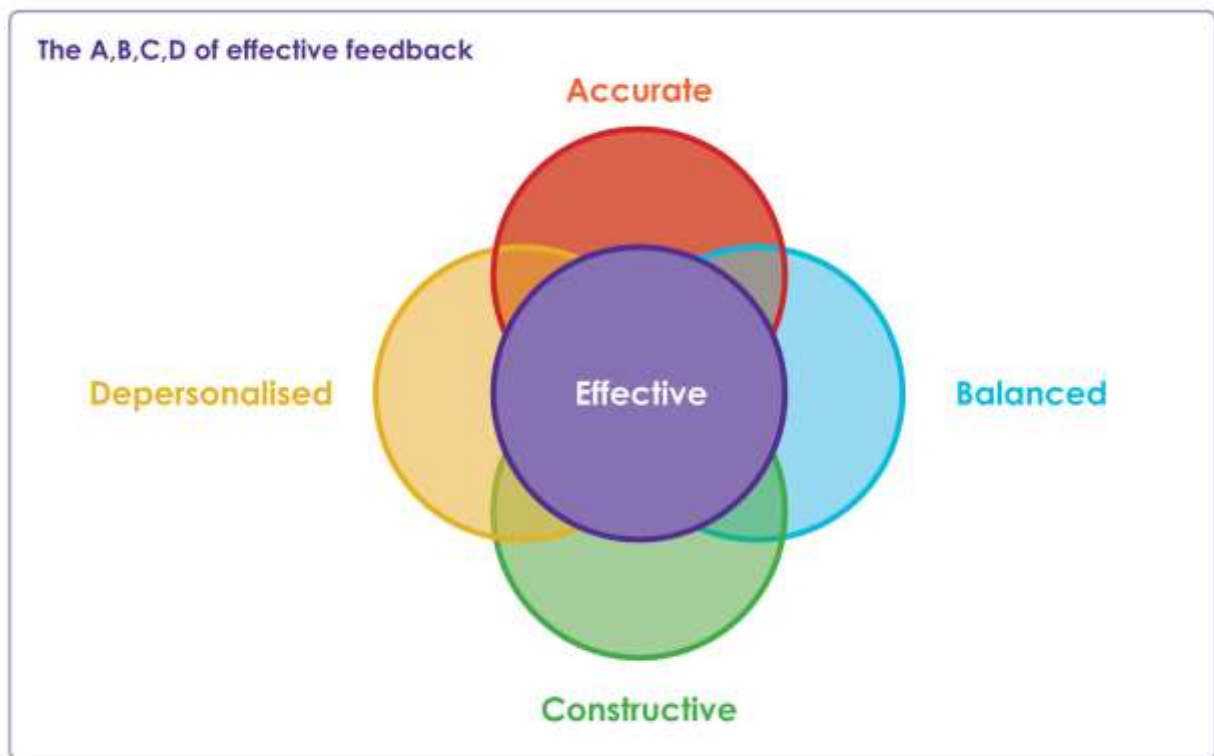 The A,B,C,D of effective feedback
Accurate
Depersonalised
Effective
Balanced
Constructive